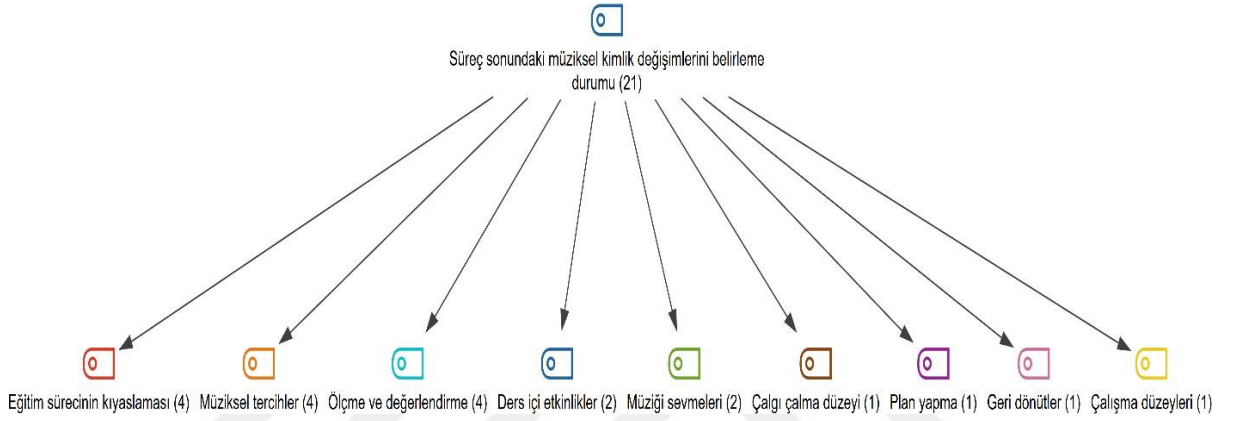 Süreç sonundaki müziksel kimlik değişimlerini belirleme
durumu (21)
Eğitim sürecinin kıyaslaması (4) Müziksel tercihler (4) Ölçme ve değerlendirme (4) Ders içi etkinlikler (2) Müziği sevmeleri (2) Çalgı çalma düzeyi (1) Plan yapma (1) Geri dönütler (1) Çalışma düzeyleri (1)